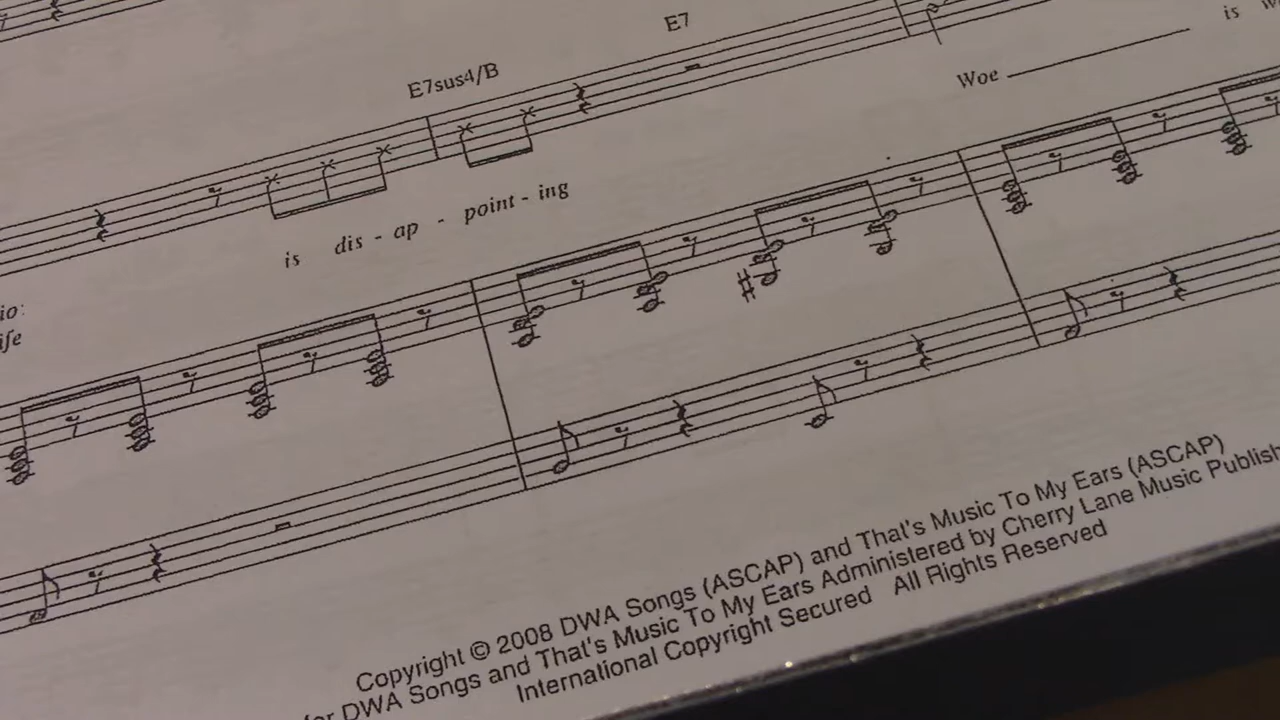 E7
E7sus4/B
is
Woe
is dis - ap - point - ing
Copyright © 2008 DWA Songs (ASCAP) and That's Music To My Ears (ASCAP)
for DWA Songs and That's Music To My Ears Administered by Cherry Lane Music
International Copyright Secured All Rights Reserved